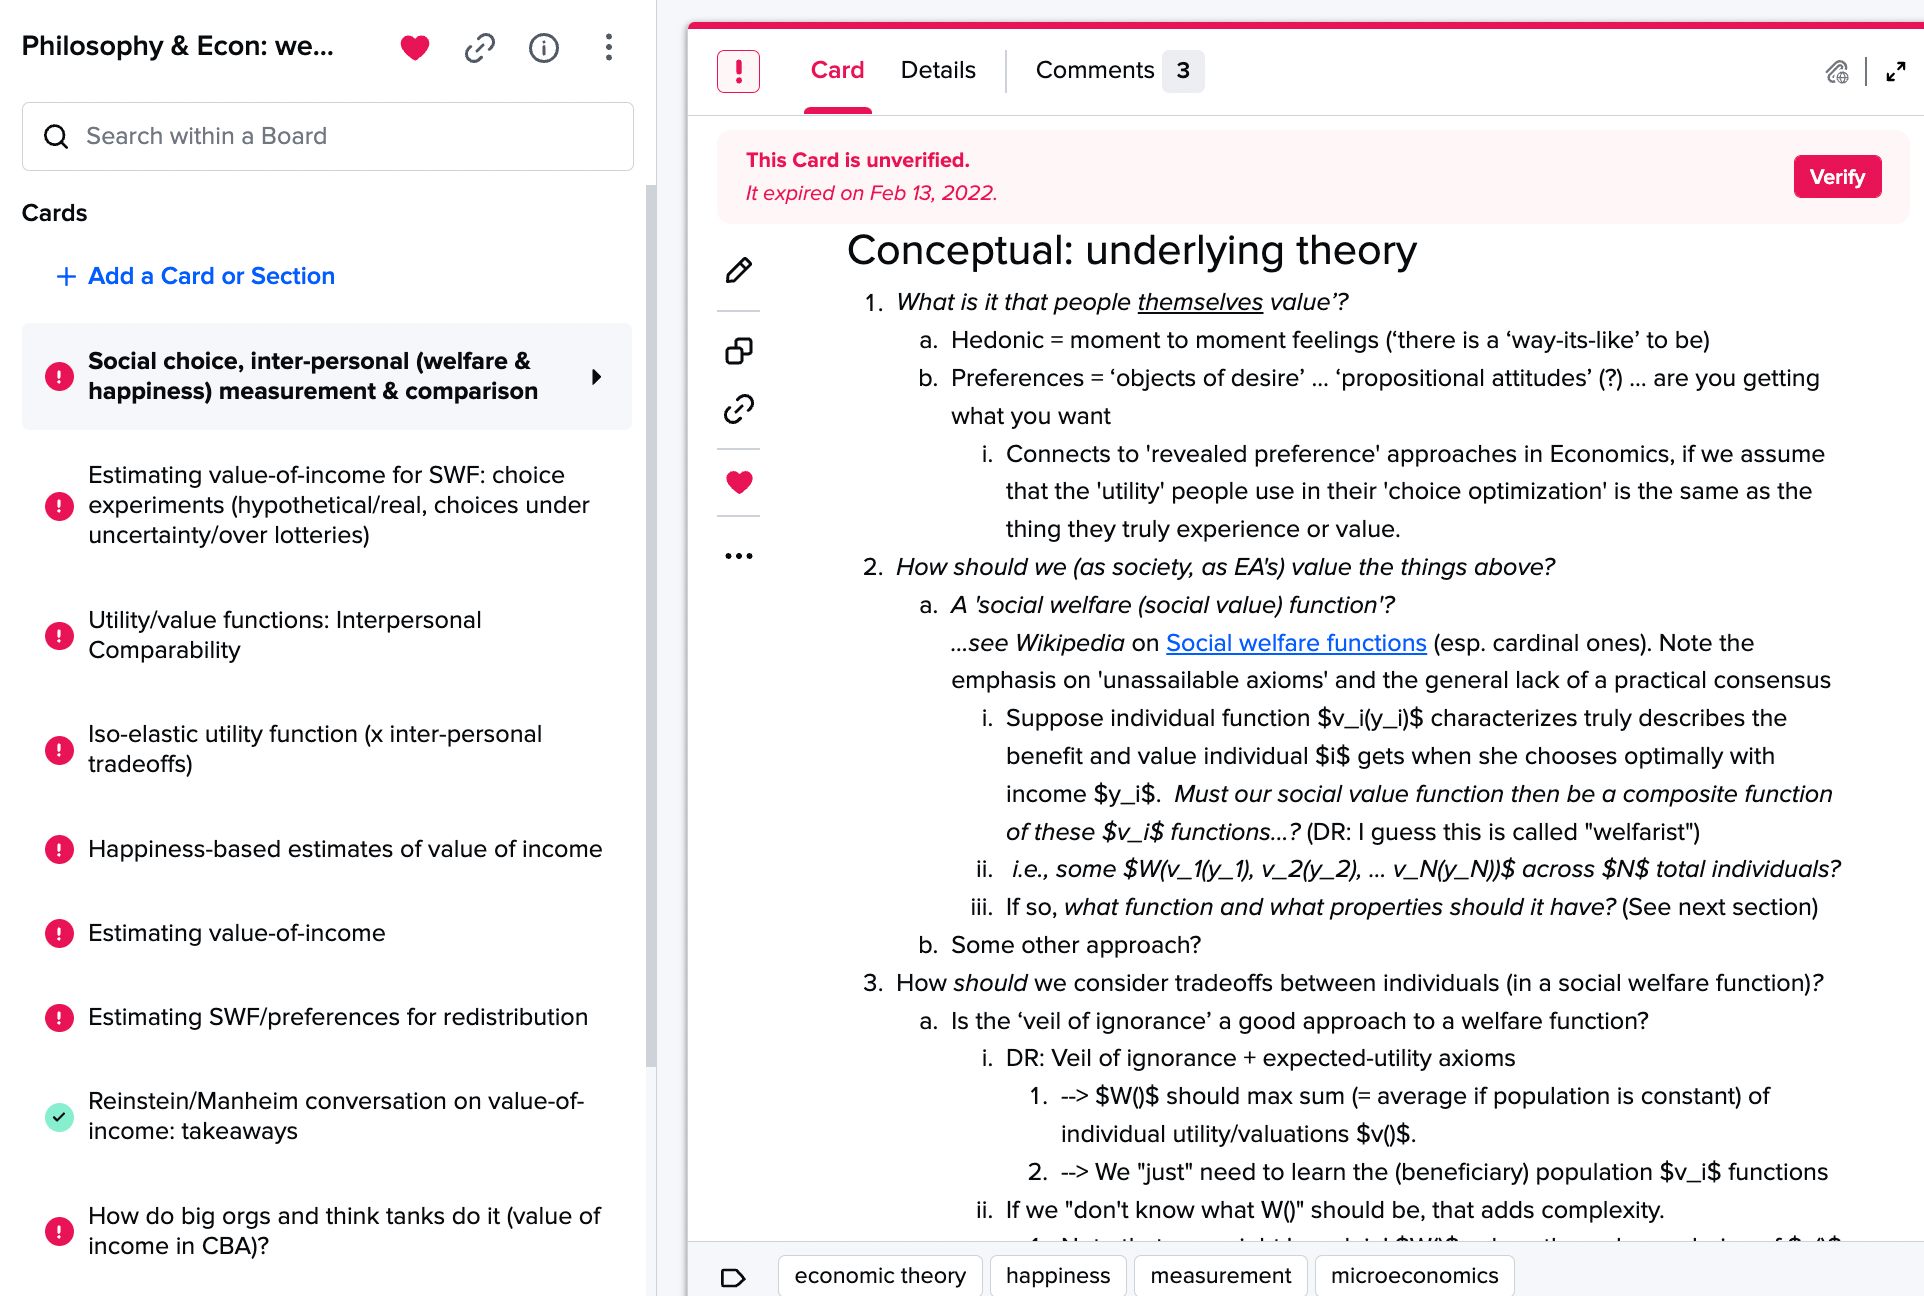 Philosophy & Econ: we...
Search within a Board
Cards
+ Add a Card or Section
Social choice, inter-personal (welfare &
happiness) measurement & comparison
Estimating value-of-income for SWF: choice
experiments (hypothetical/real, choices under
uncertainty/over lotteries)
Utility/value functions: Interpersonal
Comparability
Iso-elastic utility function (x inter-personal
tradeoffs)
Happiness-based estimates of value of income
Estimating value-of-income
Estimating SWF/preferences for redistribution
Reinstein/Manheim conversation on value-of-
income: takeaways
How do big orgs and think tanks do it (value of
income in CBA)?
Card Details Comments 3
This Card is unverified.
It expired on Feb 13, 2022.
Verify
Conceptual: underlying theory
1. What is it that people themselves value’?
a. Hedonic = moment to moment feelings (‘there is a ‘way-its-like’ to be)
b. Preferences = ‘objects of desire’ ... ‘propositional attitudes’ (?) ... are you getting
what you want
i. Connects to 'revealed preference' approaches in Economics, if we assume
that the 'utility' people use in their 'choice optimization' is the same as the
thing they truly experience or value.
2. How should we (as society, as EA's) value the things above?
a. A 'social welfare (social value) function'?
...see Wikipedia on Social welfare functions (esp. cardinal ones). Note the
emphasis on 'unassailable axioms' and the general lack of a practical consensus
i. Suppose individual function $v_i(y_i)$ characterizes truly describes the
benefit and value individual $i$ gets when she chooses optimally with
income $y_i$. Must our social value function then be a composite function
of these $v_i$ functions...? (DR: I guess this is called "welfarist")
ii. i.e., some $W(v_1(y_1), v_2(y_2), ... v_N(y_N))$ across $N$ total individuals?
iii. If so, what function and what properties should it have? (See next section)
b. Some other approach?
3. How should we consider tradeoffs between individuals (in a social welfare function)?
a. Is the ‘veil of ignorance’ a good approach to a welfare function?
i. DR: Veil of ignorance + expected-utility axioms
1. --> $W()$ should max sum (= average if population is constant) of
individual utility/valuations $v()$.
2. --> We "just" need to learn the (beneficiary) population $v_i$ functions
ii. If we "don't know what W()" should be, that adds complexity.
economic theory happiness measurement microeconomics